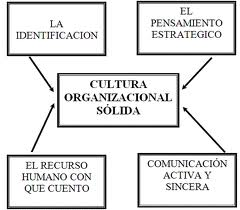 LA
IDENTIFICACION
EL
PENSAMIENTO
ESTRATEGICO
CULTURA
ORGANIZACIONAL
SÓLIDA
EL RECURSO
HUMANO CON
QUE CUENTO
COMUNICACIÓN
ACTIVA Y
SINCERA